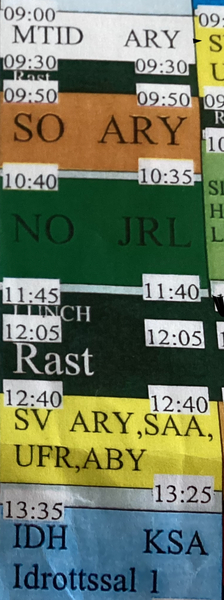 09:00
MTID ARY
09:30 09:30
Rast
09:50 09:50
SO ARY
10:40 10:35
NO JRL
11:45 11:40
LUNCH
12:05 12:05
Rast
12:40 12:40
SV ARY,SAA,
UFR,ABY
13:25
13:35
IDH KSA
Idrottssal 1